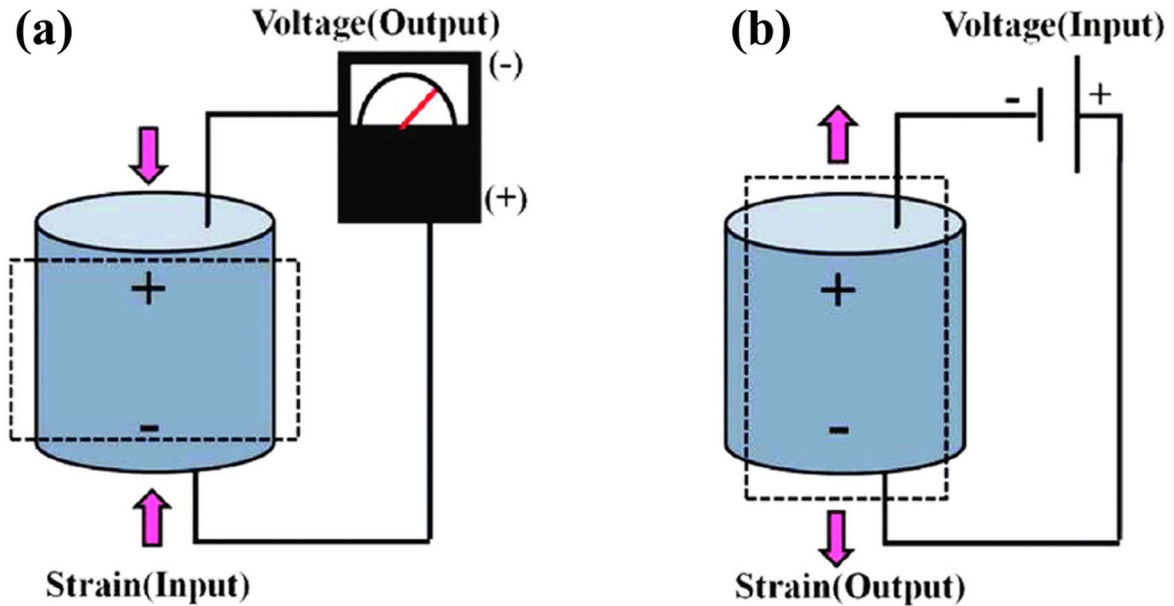 (a)
Voltage(Output)
(-)
(+)
+
-
Strain(Input)
(b)
Voltage(Input)
- +
+
-
Strain(Output)